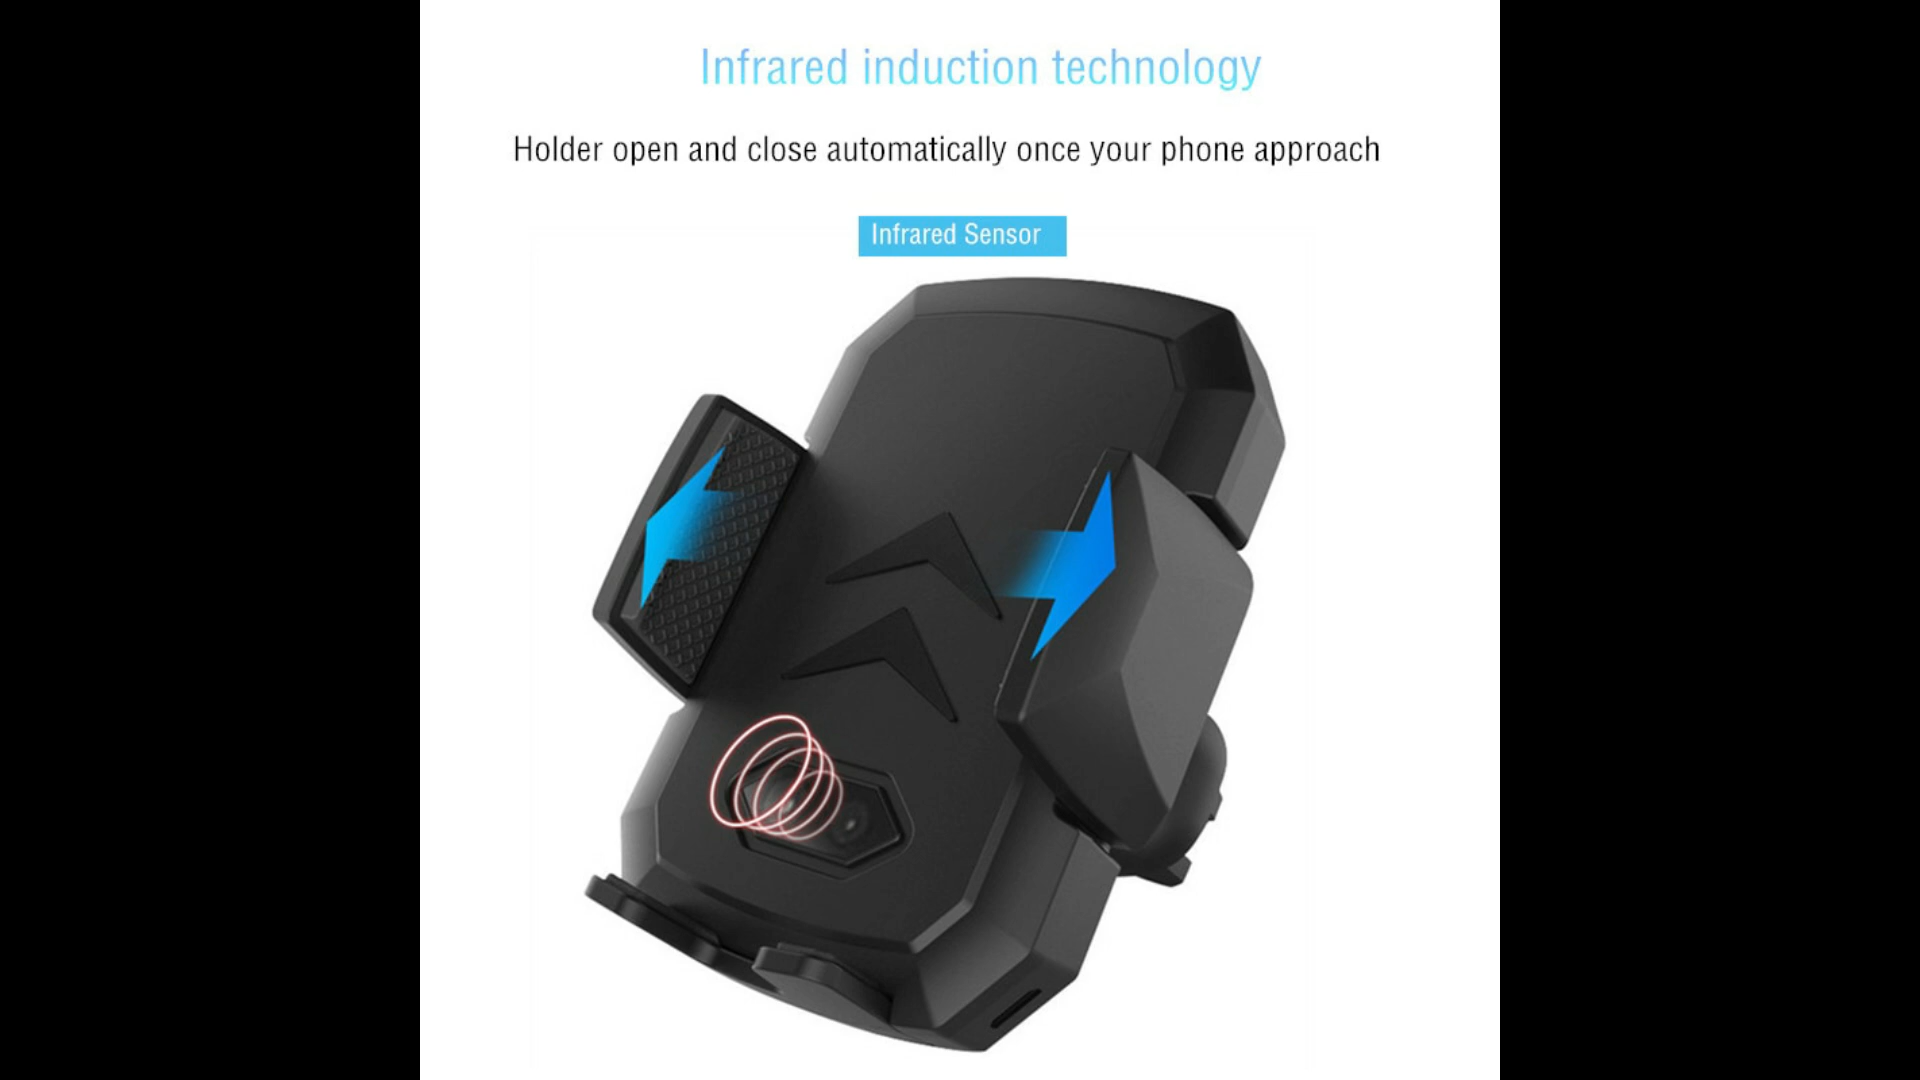 Infrared induction technology
Holder open and close automatically once your phone approach
Infrared Sensor